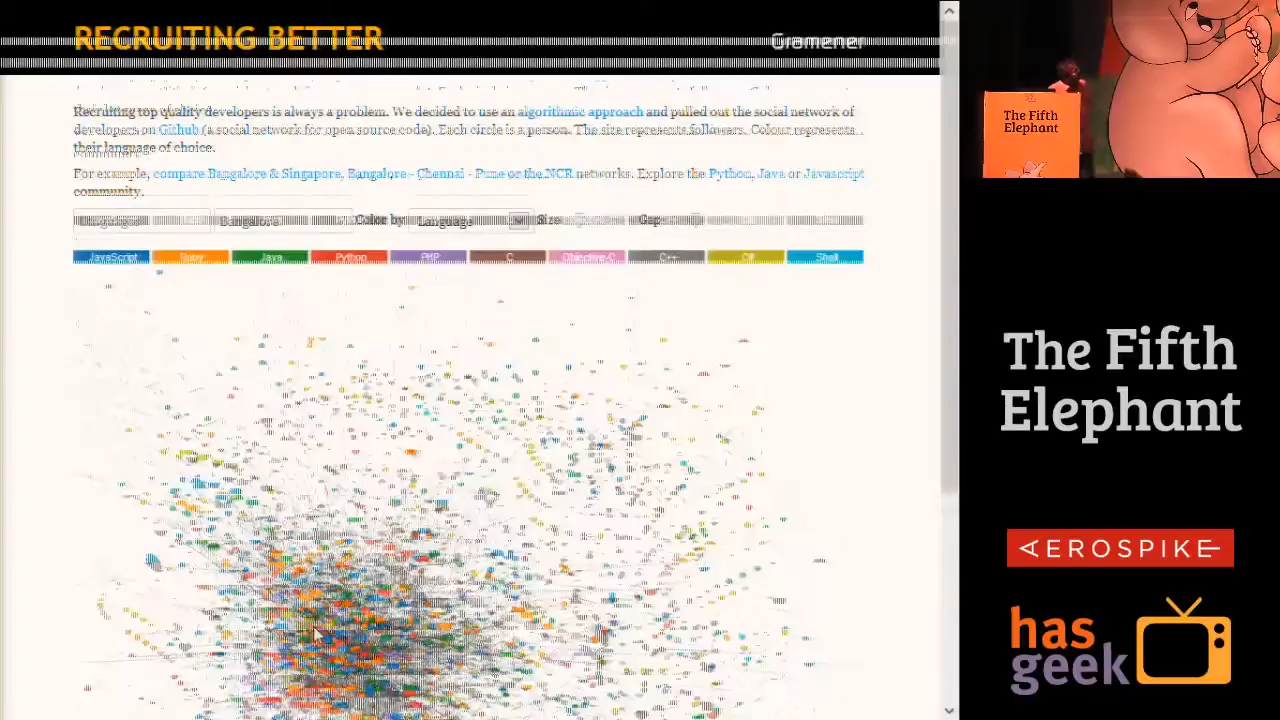 RECRUITING BETTER
Gramener
Recruiting top quality developers is always a problem. We decided to use an algorithmic approach and pulled out the social network of
developers on Github (a social network for open source code). Each circle is a person. The size represents followers. Colour represents
their language of choice.
For example, compare Bangalore & Singapore, Bangalore - Chennai - Pune or the NCR networks. Explore the Python, Java or Javascript
community.
Bangalore Color by Language Size Gap
JavaScript Ruby Java Python PHP C Objective-C C++ C# Shell
The Fifth
Elephant
The Fifth
Elephant
AEROSPIKE
has
geek